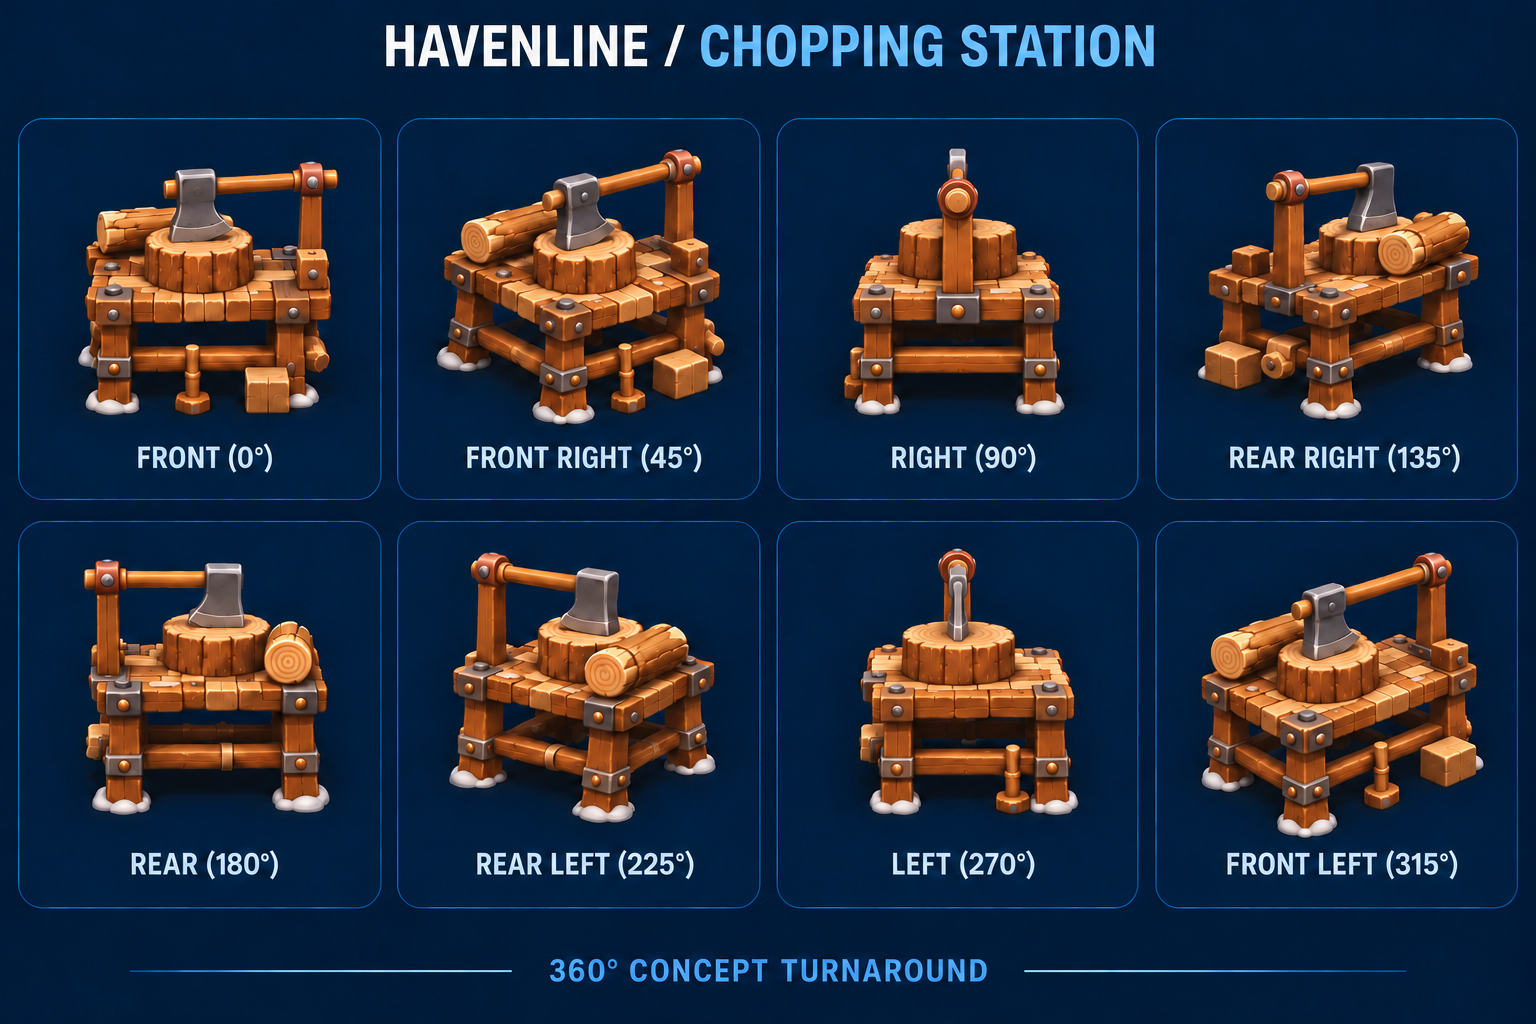 HAVENLINE / CHOPPING STATION
FRONT (0°)
FRONT RIGHT (45°)
RIGHT (90°)
REAR RIGHT (135°)
REAR (180°)
REAR LEFT (225°)
LEFT (270°)
FRONT LEFT (315°)
360° CONCEPT TURNAROUND